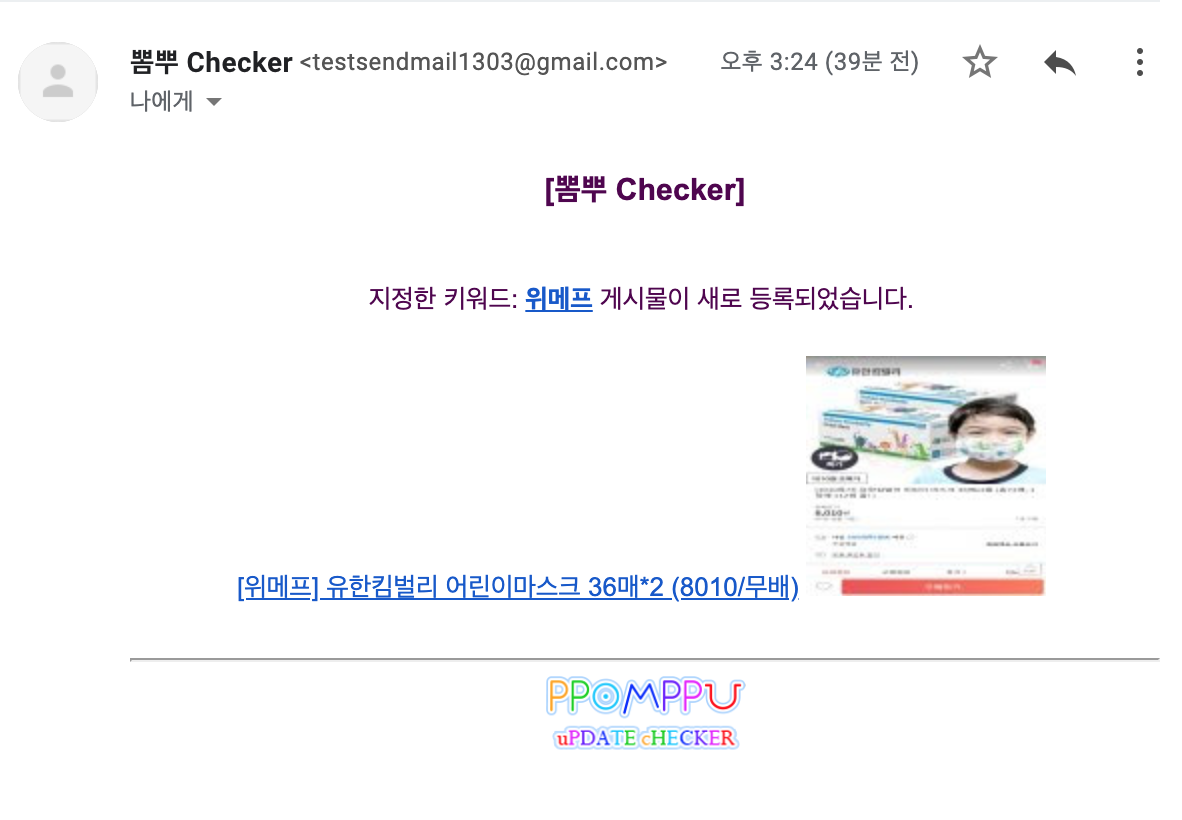 뽐뿌 Checker <testsendmail1303@gmail.com> 오후 3:24 (39분 전)
나에게
[뽐뿌 Checker]
지정한 키워드: 위메프 게시물이 새로 등록되었습니다.
유한킴벌리
[위메프] 유한킴벌리 어린이마스크 36매*2 (8010/무배)
PPOMPPU
uPDATE cHECKER